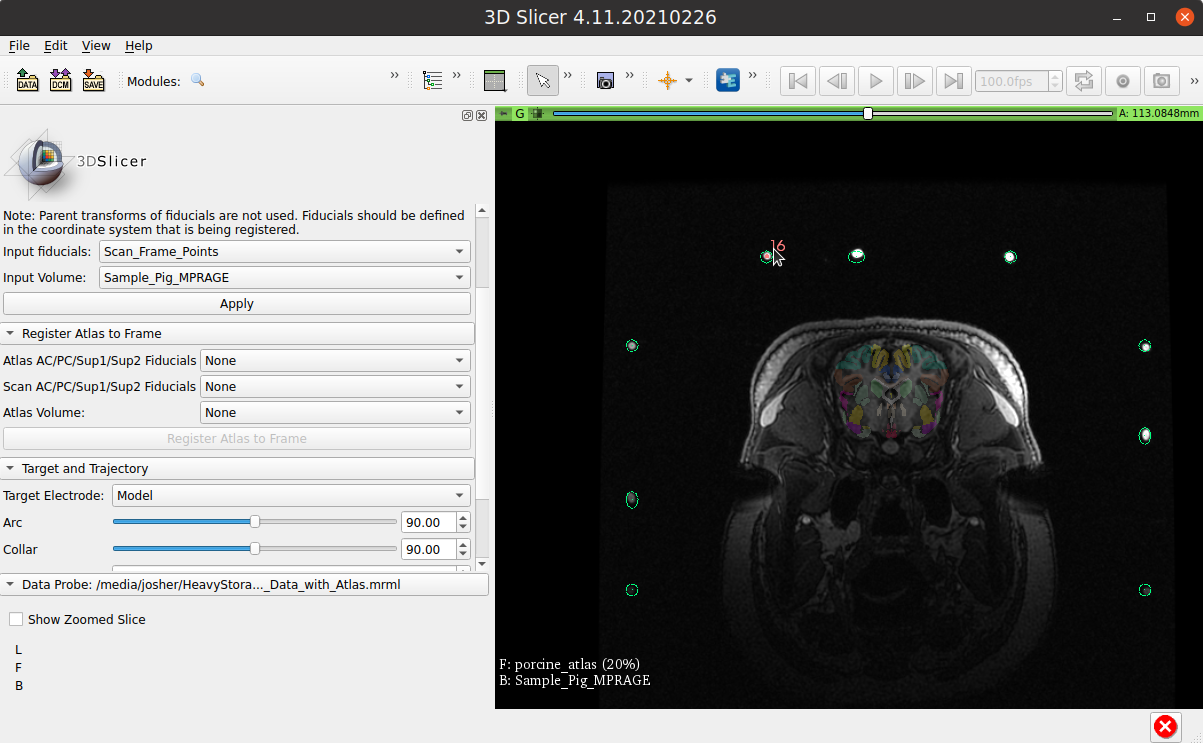 3D Slicer 4.11.20210226
File Edit View Help
DATA DCM SAVE Modules: 100.0fps
G A: 113.0848mm
3DSlicer
Note: Parent transforms of fiducials are not used. Fiducials should be defined
in the coordinate system that is being registered.
Input fiducials: Scan_Frame_Points
Input Volume: Sample_Pig_MPRAGE
Apply
Register Atlas to Frame
Atlas AC/PC/Sup1/Sup2 Fiducials None
Scan AC/PC/Sup1/Sup2 Fiducials None
Atlas Volume: None
Register Atlas to Frame
Target and Trajectory
Target Electrode: Model
Arc 90.00
Collar 90.00
Data Probe: /media/josher/HeavyStora..._Data_with_Atlas.mrml
Show Zoomed Slice
L
F
B
16
F: porcine_atlas (20%)
B: Sample_Pig_MPRAGE